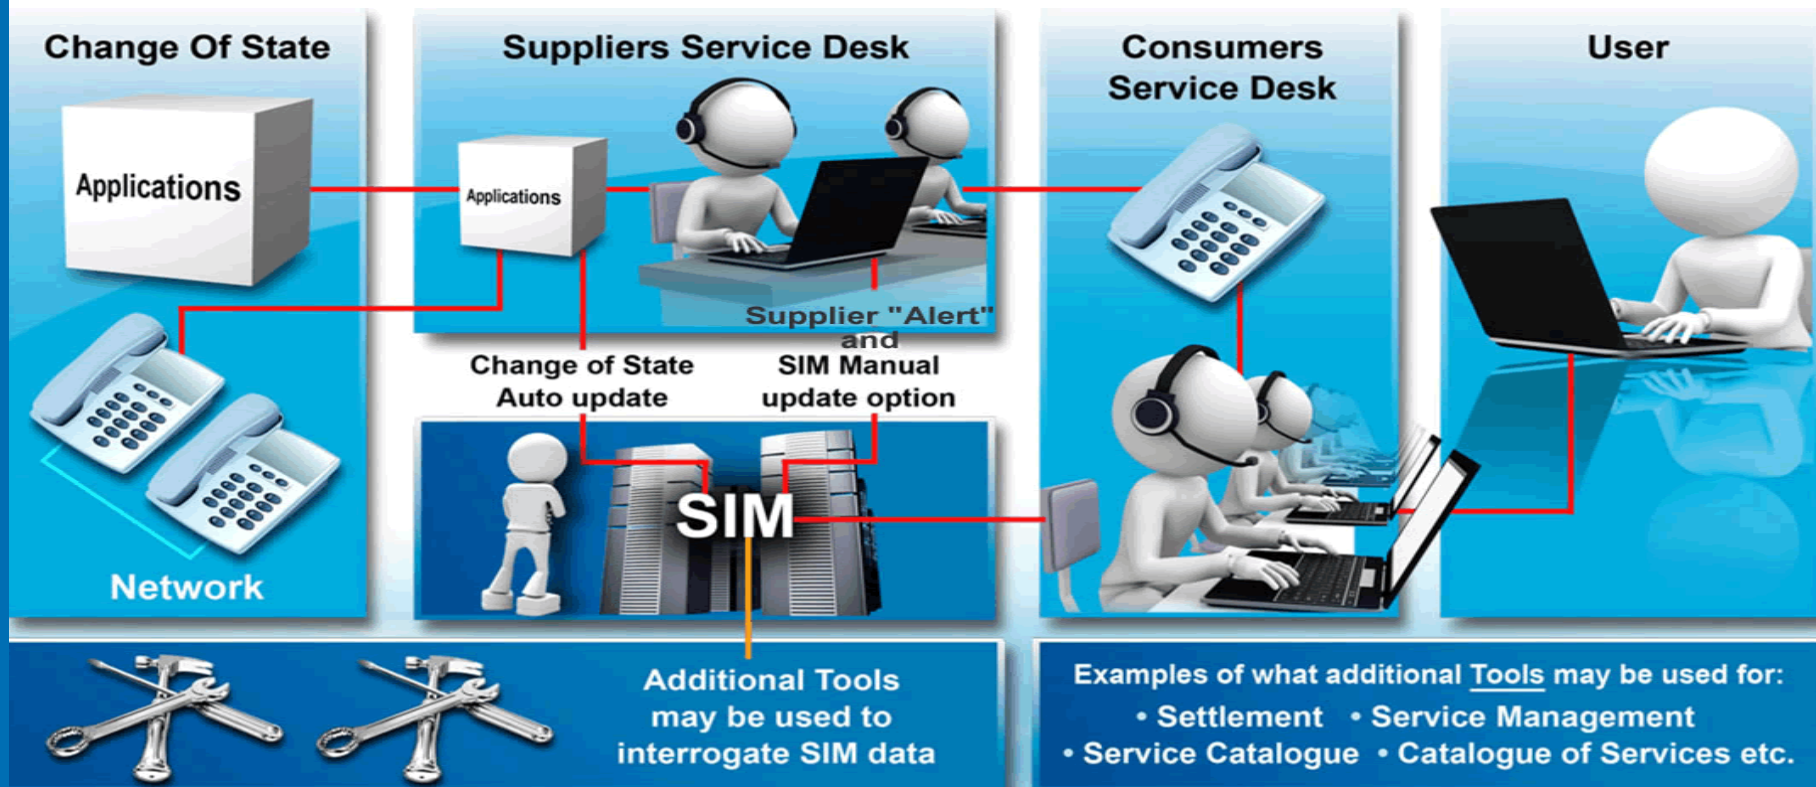 Change Of State
Applications
Network
Suppliers Service Desk
Applications
Supplier "Alert"
and
Change of State
Auto update
SIM Manual
update option
SIM
Consumers
Service Desk
User
Additional Tools
may be used to
interrogate SIM data
Examples of what additional Tools may be used for:
• Settlement • Service Management
• Service Catalogue • Catalogue of Services etc.